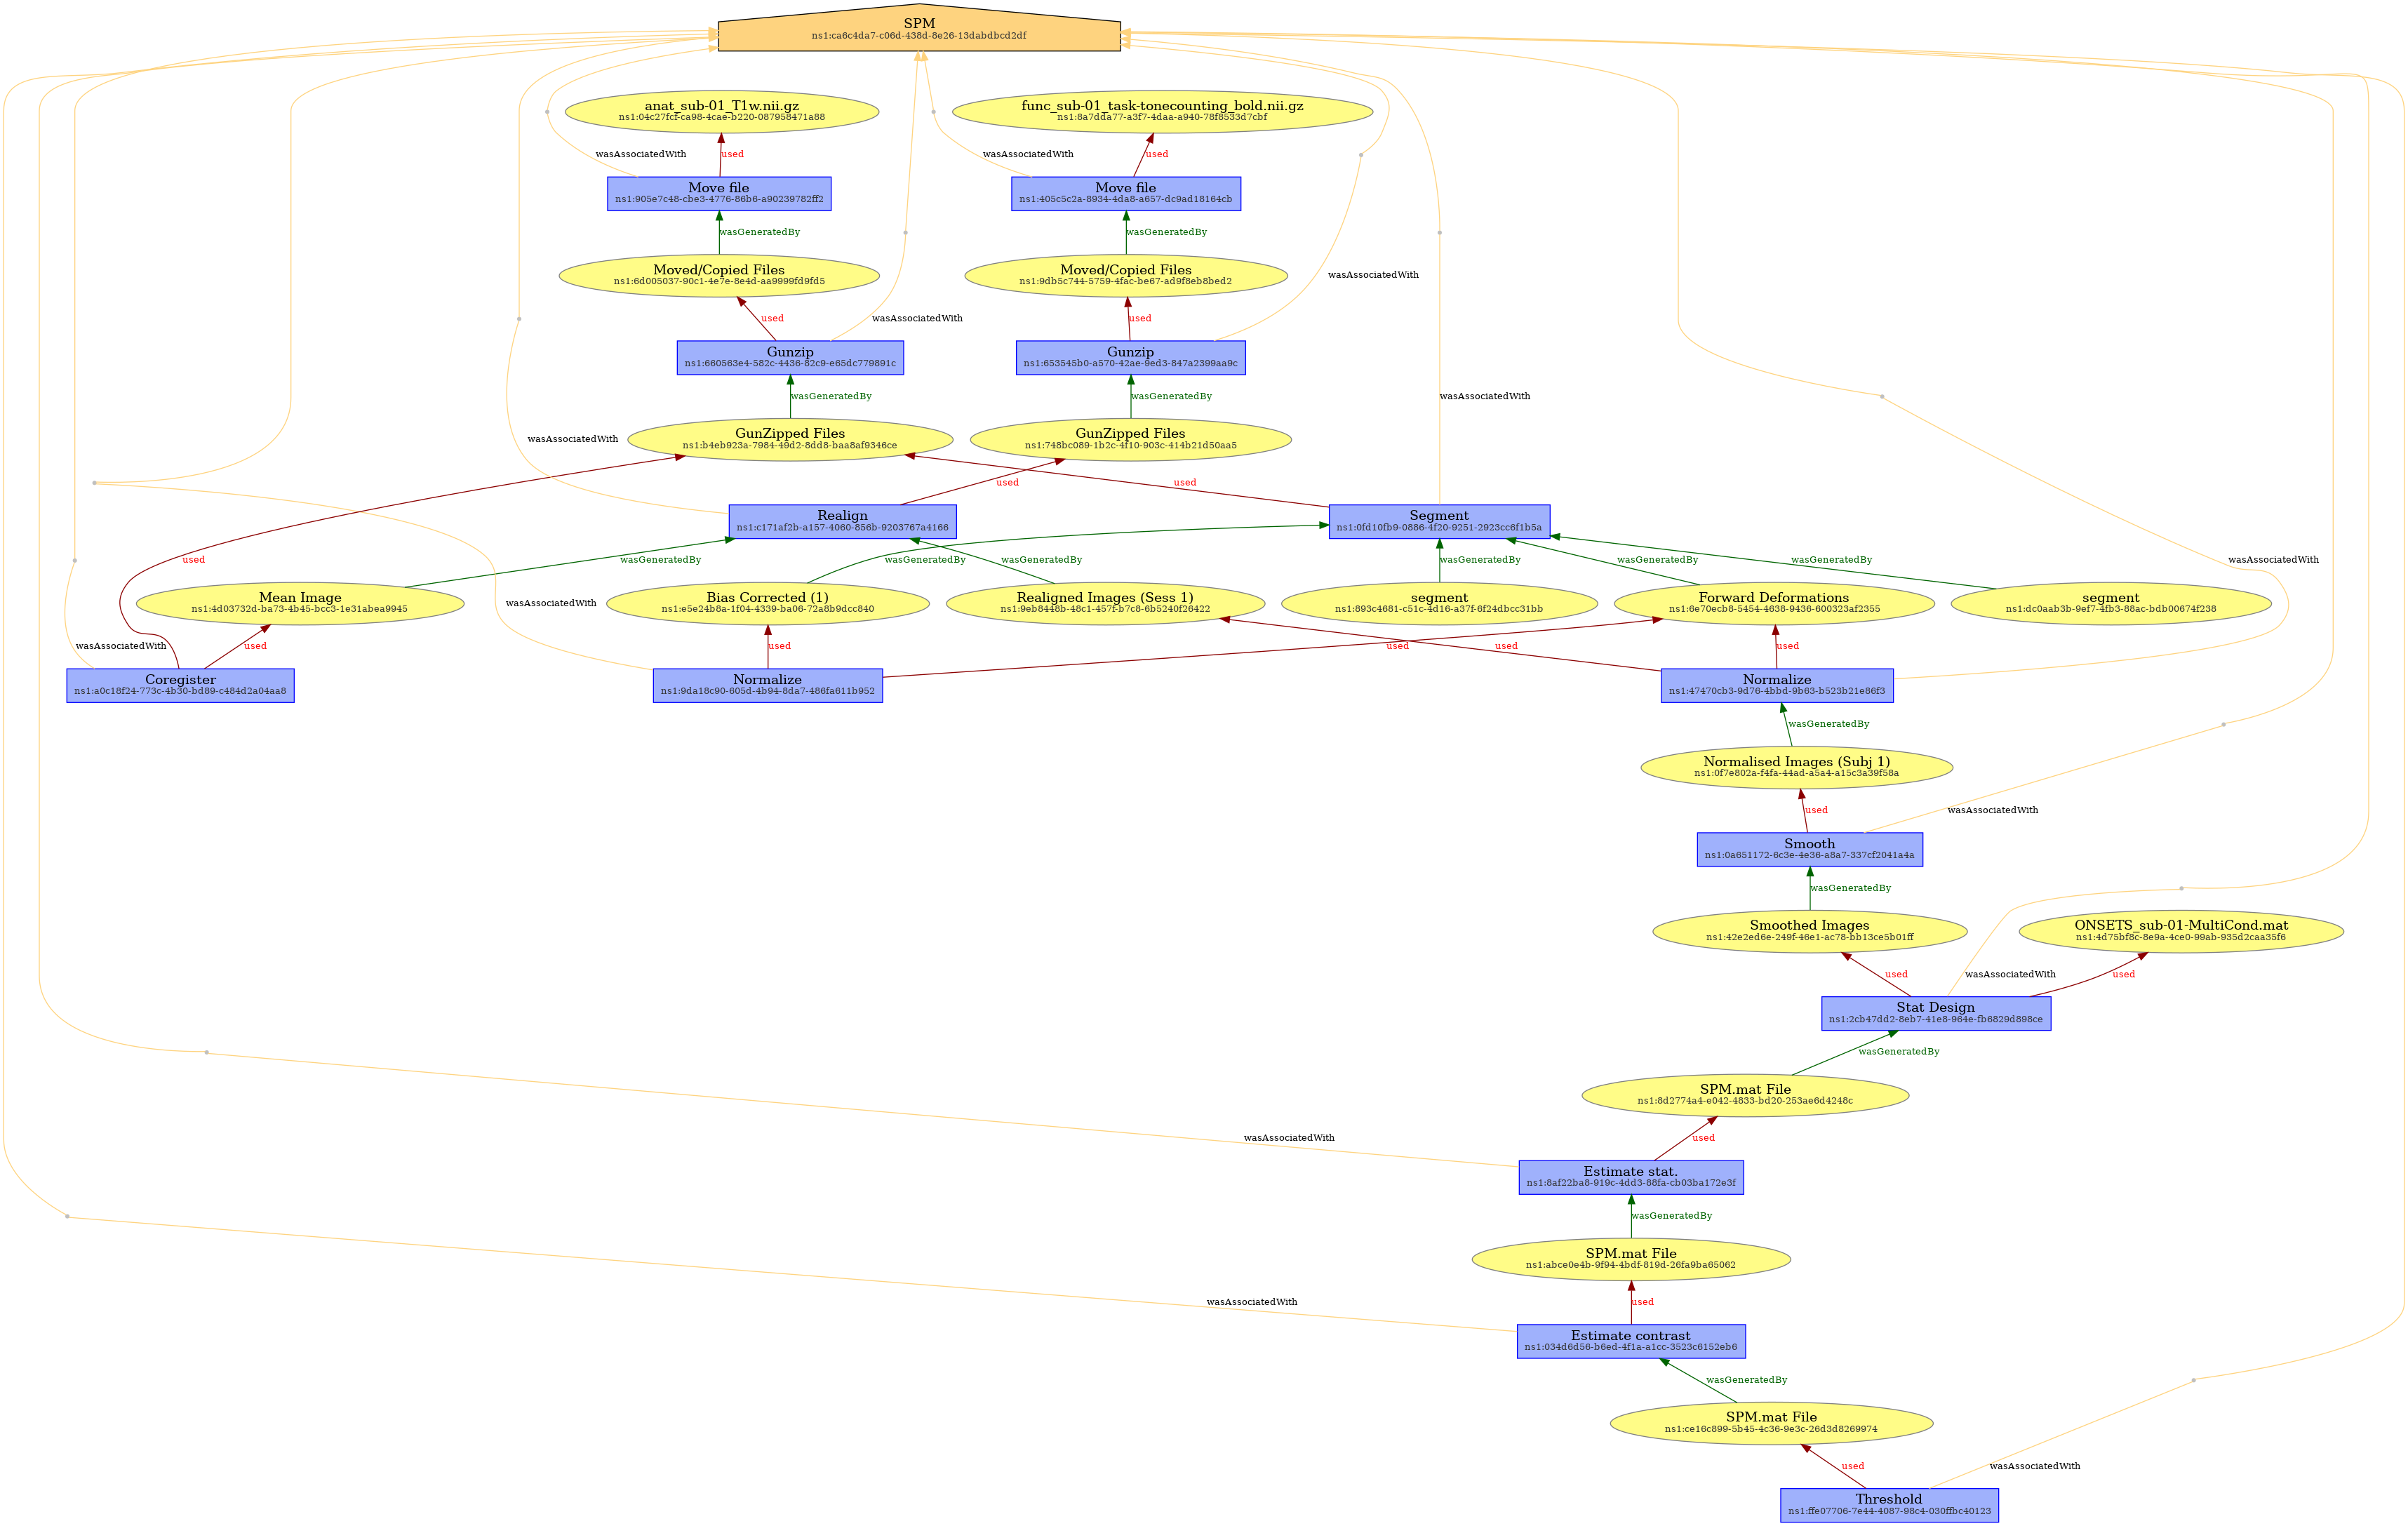 SPM
ns1:ca6c4da7-c06d-438d-8e26-13dabdbcd2df
anat_sub-01_T1w.nii.gz
ns1:04c27fcf-ca98-4cae-b220-087958471a88
func_sub-01_task-tonecounting_bold.nii.gz
ns1:8a7dda77-a3f7-4daa-a940-78f8533d7cbf
wasAssociatedWith
used
wasAssociatedWith
used
Move file
ns1:905e7c48-cbe3-4776-86b6-a90239782ff2
Move file
ns1:405c5c2a-8934-4da8-a657-dc9ad18164cb
wasGeneratedBy
wasGeneratedBy
Moved/Copied Files
ns1:6d005037-90c1-4e7e-8e4d-aa9999fd9fd5
Moved/Copied Files
ns1:9db5c744-5759-4fac-be67-ad9f8eb8bed2
wasAssociatedWith
used
wasAssociatedWith
used
Gunzip
ns1:660563e4-582c-4436-82c9-e65dc779891c
Gunzip
ns1:653545b0-a570-42ae-9ed3-847a2399aa9c
wasGeneratedBy
wasGeneratedBy
wasAssociatedWith
GunZipped Files
ns1:b4eb923a-7984-49d2-8dd8-baa8af9346ce
GunZipped Files
ns1:748bc089-1b2c-4f10-903c-414b21d50aa5
wasAssociatedWith
used
used
Realign
ns1:c171af2b-a157-4060-856b-9203767a4166
Segment
ns1:0fd10fb9-0886-4f20-9251-2923cc6f1b5a
used
wasGeneratedBy
wasGeneratedBy
wasGeneratedBy
wasGeneratedBy
wasGeneratedBy
wasGeneratedBy
wasAssociatedWith
Mean Image
ns1:4d03732d-ba73-4b45-bcc3-1e31abea9945
wasAssociatedWith
Bias Corrected (1)
ns1:e5e24b8a-1f04-4339-ba06-72a8b9dcc840
Realigned Images (Sess 1)
ns1:9eb8448b-48c1-457f-b7c8-6b5240f26422
segment
ns1:893c4681-c51c-4d16-a37f-6f24dbcc31bb
Forward Deformations
ns1:6e70ecb8-5454-4638-9436-600323af2355
segment
ns1:dc0aab3b-9ef7-4fb3-88ac-bdb00674f238
wasAssociatedWith
used
used
used
used
used
Coregister
ns1:a0c18f24-773c-4b30-bd89-c484d2a04aa8
Normalize
ns1:9da18c90-605d-4b94-8da7-486fa611b952
Normalize
ns1:47470cb3-9d76-4bbd-9b63-b523b21e86f3
wasGeneratedBy
Normalised Images (Subj 1)
ns1:0f7e802a-f4fa-44ad-a5a4-a15c3a39f58a
used
wasAssociatedWith
Smooth
ns1:0a651172-6c3e-4e36-a8a7-337cf2041a4a
wasGeneratedBy
Smoothed Images
ns1:42e2ed6e-249f-46e1-ac78-bb13ce5b01ff
ONSETS_sub-01-MultiCond.mat
ns1:4d75bf8c-8e9a-4ce0-99ab-935d2caa35f6
used
wasAssociatedWith
used
Stat Design
ns1:2cb47dd2-8eb7-41e8-964e-fb6829d898ce
wasGeneratedBy
SPM.mat File
ns1:8d2774a4-e042-4833-bd20-253ae6d4248c
wasAssociatedWith
used
Estimate stat.
ns1:8af22ba8-919c-4dd3-88fa-cb03ba172e3f
wasGeneratedBy
SPM.mat File
ns1:abce0e4b-9f94-4bdf-819d-26fa9ba65062
wasAssociatedWith
used
Estimate contrast
ns1:034d6d56-b6ed-4f1a-a1cc-3523c6152eb6
wasGeneratedBy
SPM.mat File
ns1:ce16c899-5b45-4c36-9e3c-26d3d8269974
used
wasAssociatedWith
Threshold
ns1:ffe07706-7e44-4087-98c4-030ffbc40123